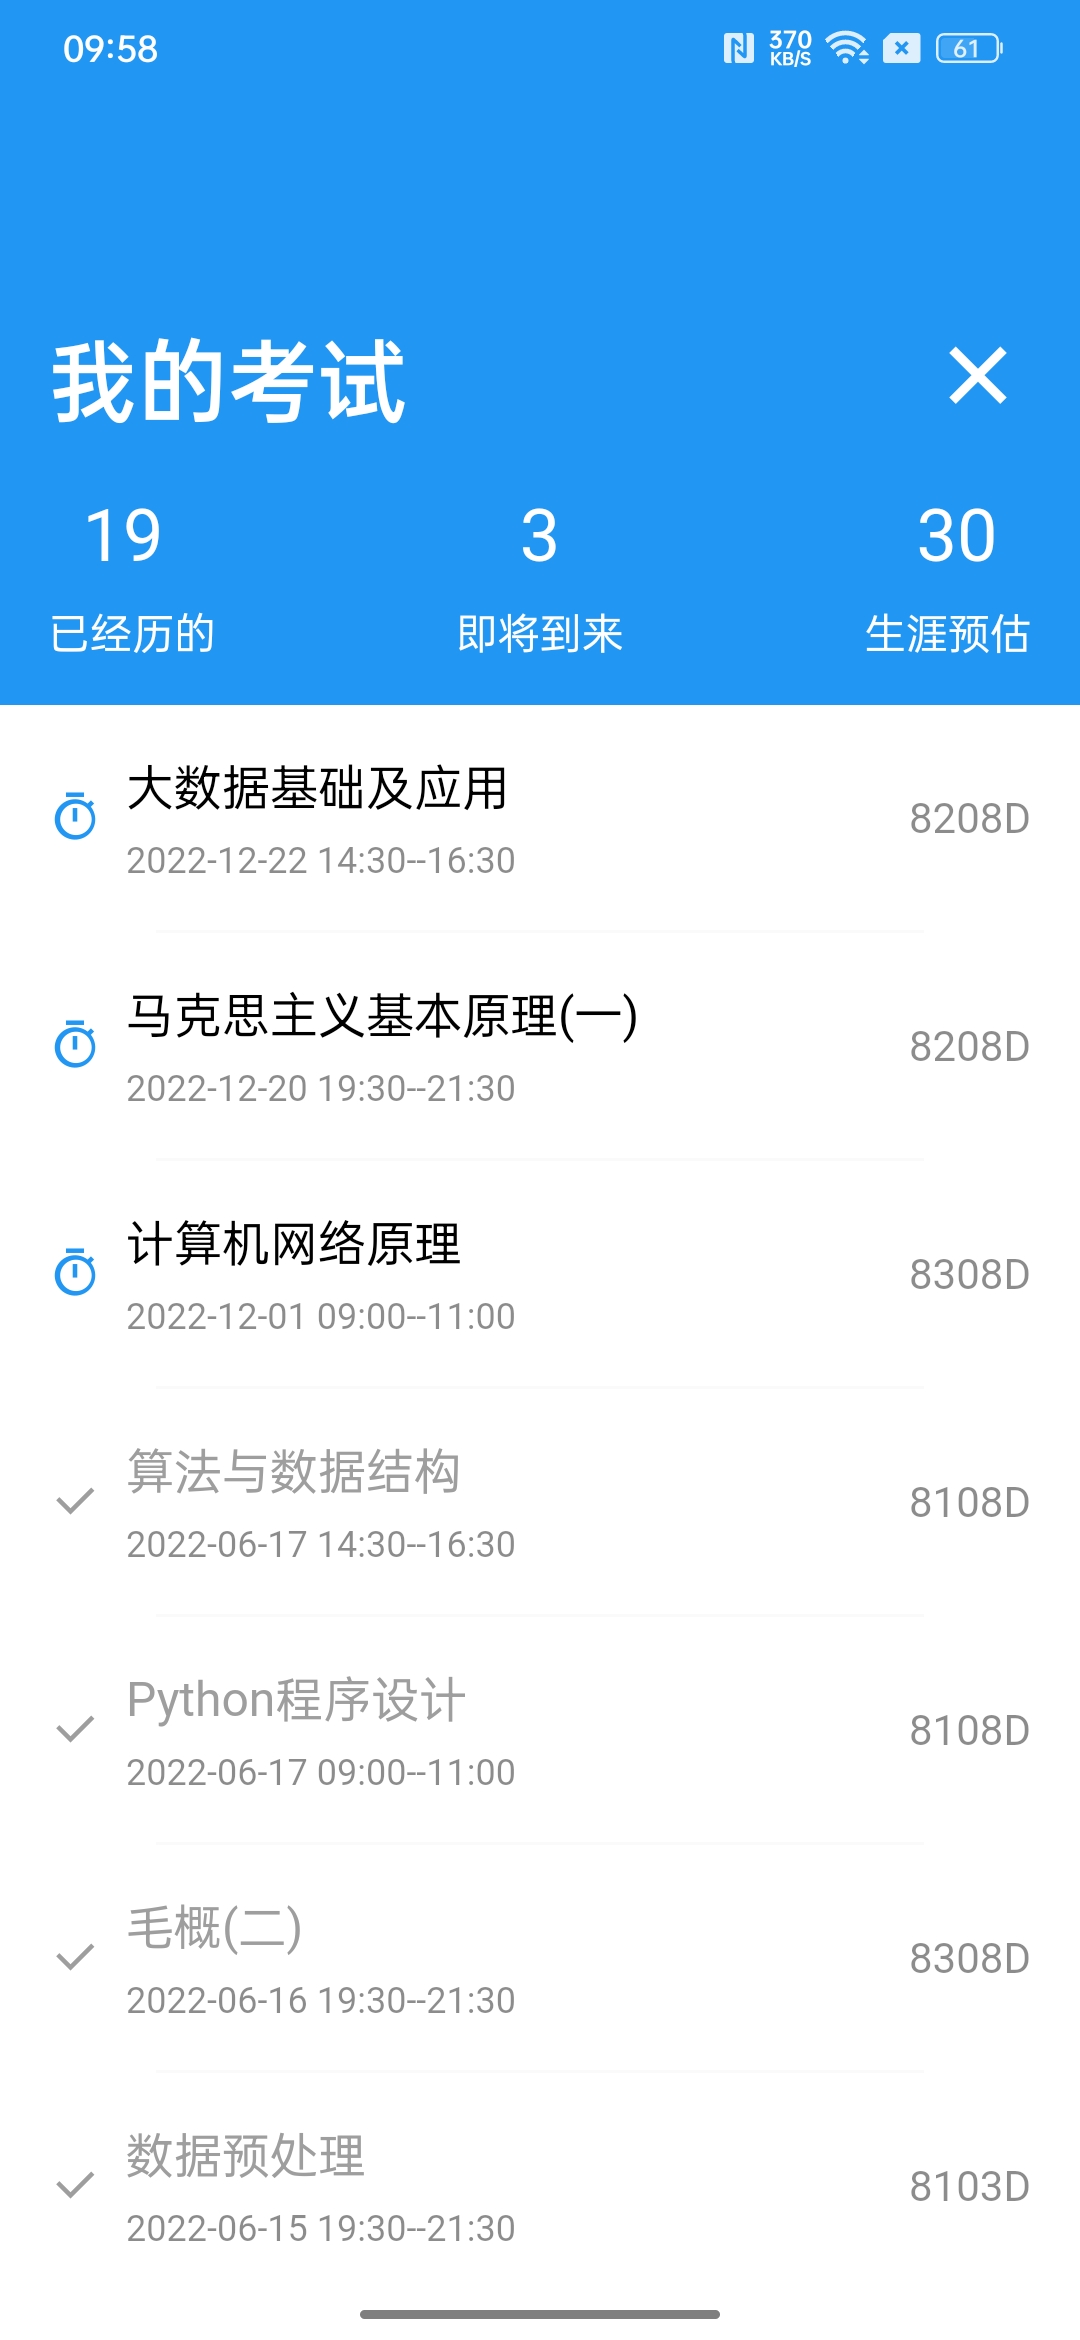 09:58
370
KB/S
61
我的考试
19
3
30
已经历的
即将到来
生涯预估
大数据基础及应用
8208D
2022-12-22 14:30--16:30
马克思主义基本原理(一)
8208D
2022-12-20 19:30--21:30
计算机网络原理
8308D
2022-12-01 09:00--11:00
算法与数据结构
8108D
2022-06-17 14:30--16:30
Python程序设计
8108D
2022-06-17 09:00--11:00
毛概(二)
8308D
2022-06-16 19:30--21:30
数据预处理
8103D
2022-06-15 19:30--21:30